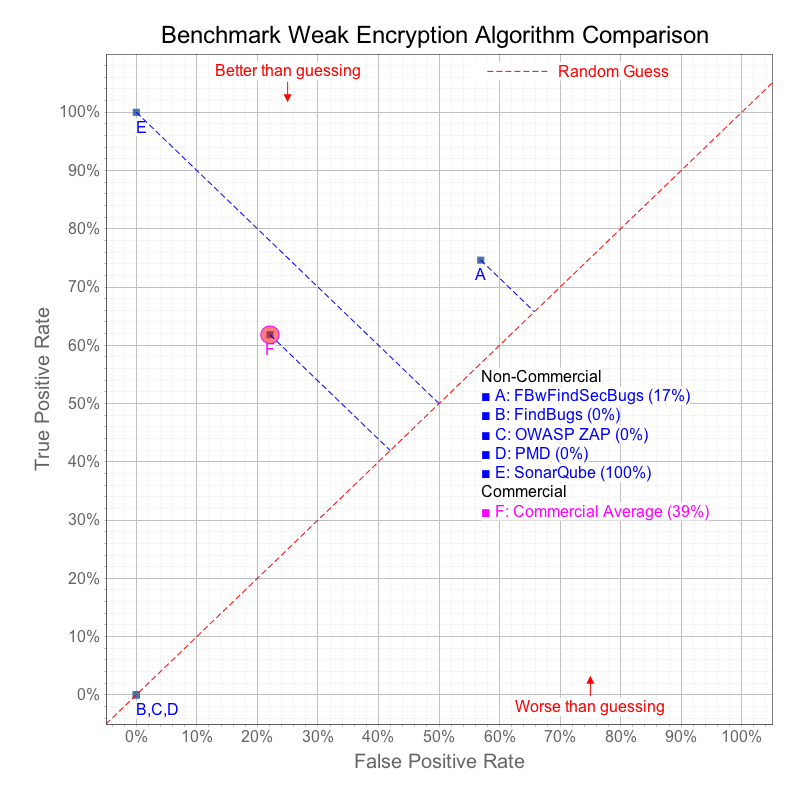 Benchmark Weak Encryption Algorithm Comparison
Better than guessing
Random Guess
100%
90%
80%
70%
60%
50%
40%
30%
20%
10%
0%
True Positive Rate
E
A
F
B,C,D
Non-Commercial
A: FBwFindSecBugs (17%)
B: FindBugs (0%)
C: OWASP ZAP (0%)
D: PMD (0%)
E: SonarQube (100%)
Commercial
F: Commercial Average (39%)
Worse than guessing
0% 10% 20% 30% 40% 50% 60% 70% 80% 90% 100%
False Positive Rate